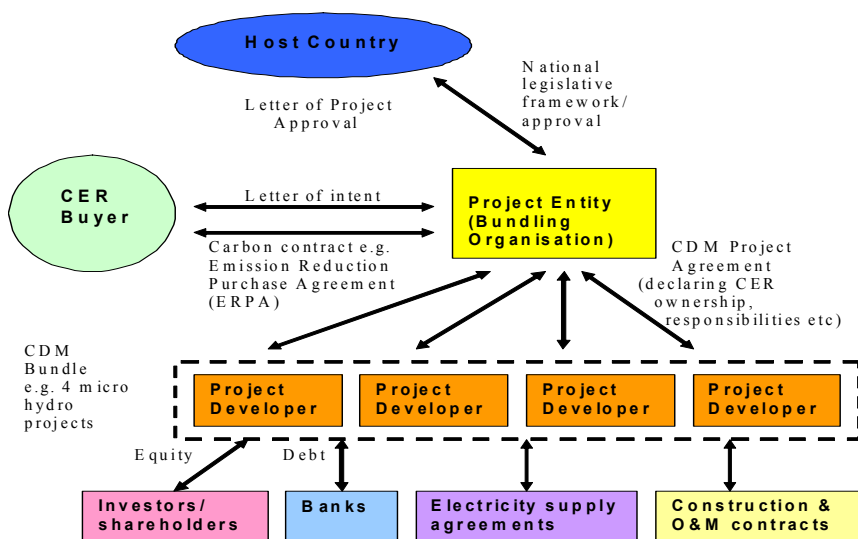 Host Country
National
legislative
framework/
approval
Letter of Project
Approval
CER
Buyer
Letter of intent
Project Entity
(Bundling
Organisation)
Carbon contract e.g.
Emission Reduction
Purchase Agreement
(ERPA)
CDM Project
Agreement
(declaring CER
ownership,
responsibilities etc)
CDM
Bundle
e.g. 4 micro
hydro
projects
Project
Developer
Project
Developer
Project
Developer
Project
Developer
Equity
Debt
Investors/
shareholders
Banks
Electricity supply
agreements
Construction &
O&M contracts